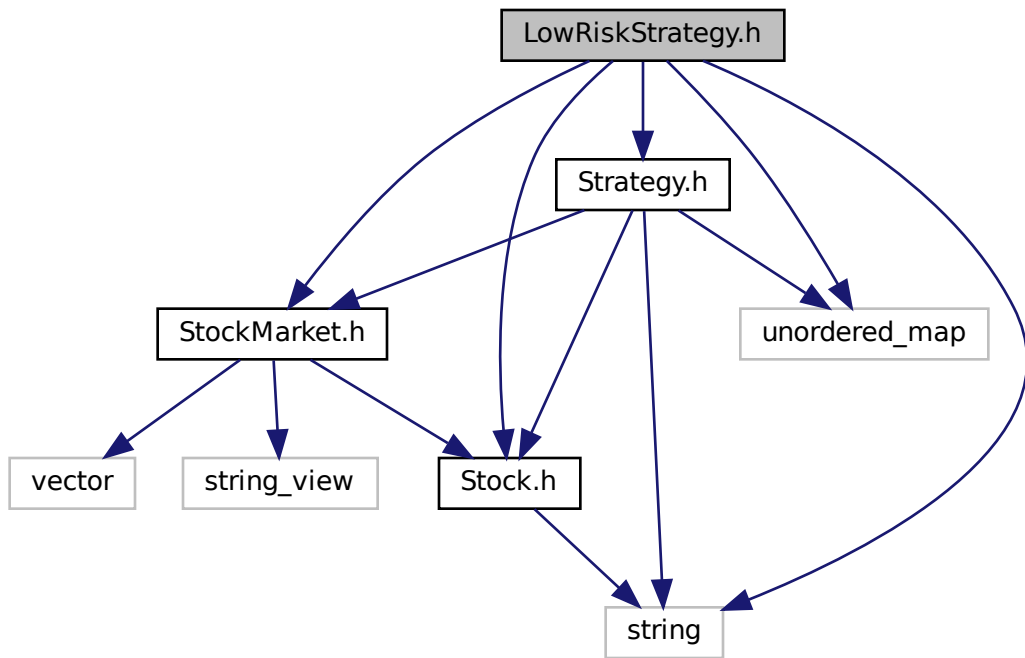 LowRiskStrategy.h
Strategy.h
StockMarket.h
unordered_map
vector
string_view
Stock.h
string